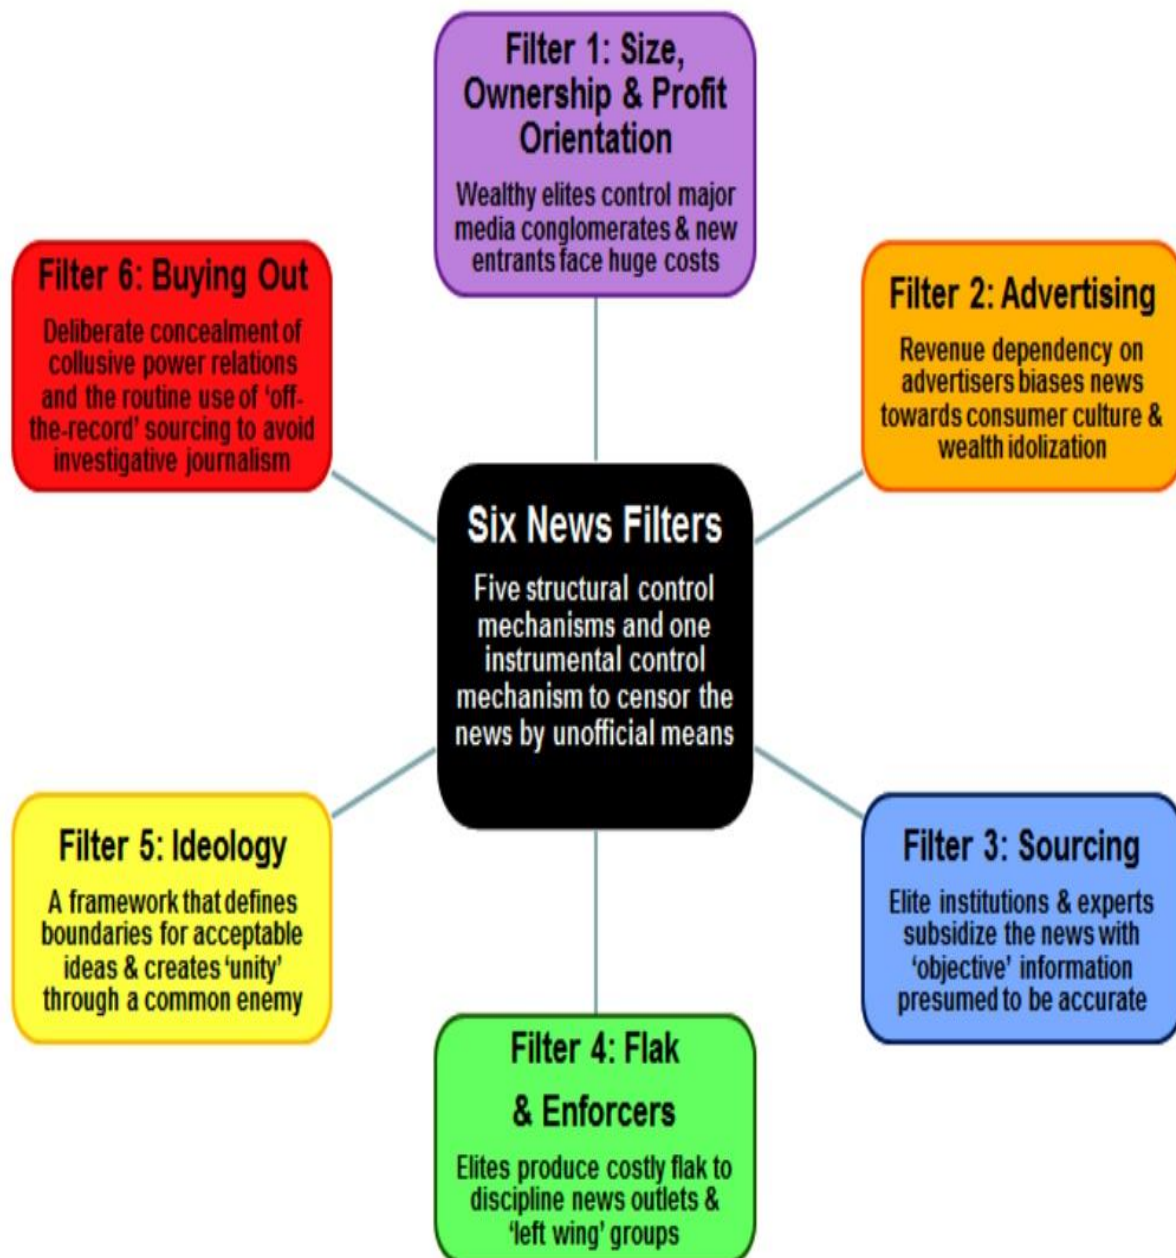 Filter 1: Size,
Ownership & Profit
Orientation
Wealthy elites control major
media conglomerates & new
entrants face huge costs
Filter 2: Advertising
Revenue dependency on
advertisers biases news
towards consumer culture &
wealth idolization
Filter 3: Sourcing
Elite institutions & experts
subsidize the news with
‘objective’ information
presumed to be accurate
Filter 4: Flak
& Enforcers
Elites produce costly flak to
discipline news outlets &
‘left wing’ groups
Filter 5: Ideology
A framework that defines
boundaries for acceptable
ideas & creates ‘unity’
through a common enemy
Filter 6: Buying Out
Deliberate concealment of
collusive power relations
and the routine use of ‘off-
the-record’ sourcing to avoid
investigative journalism
Six News Filters
Five structural control
mechanisms and one
instrumental control
mechanism to censor the
news by unofficial means